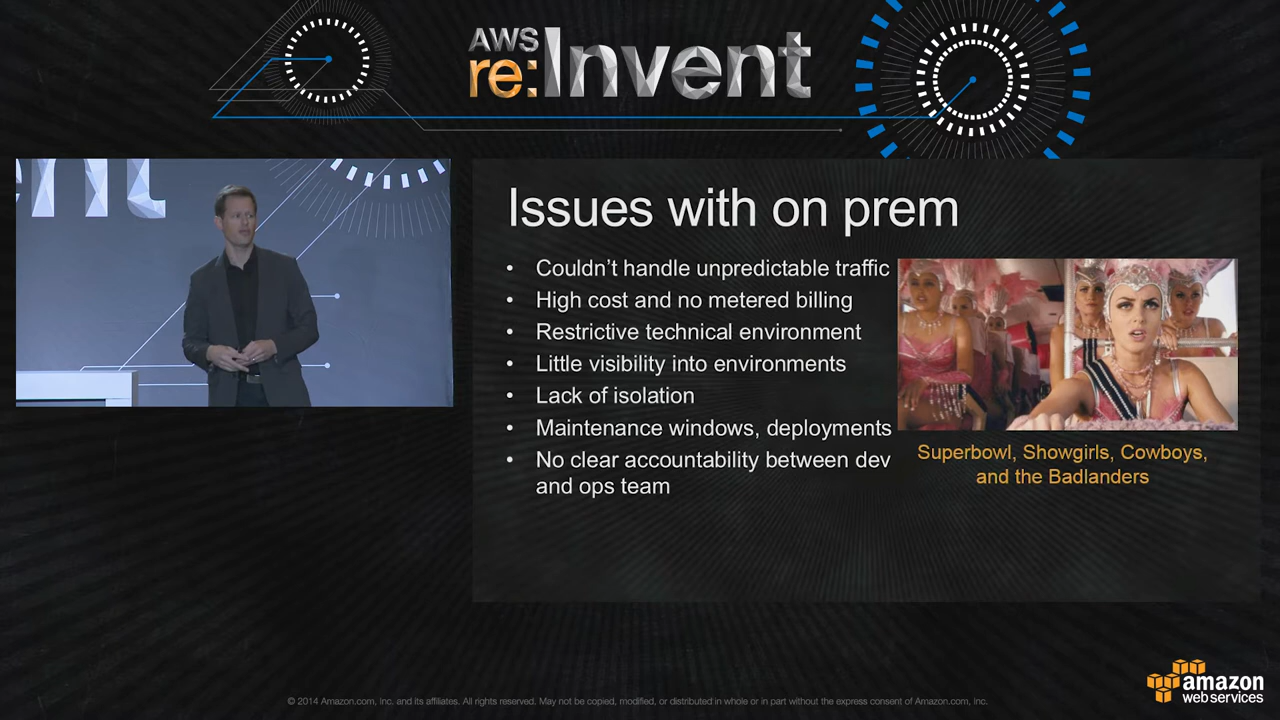 AWS
re:Invent
ent
Issues with on prem
• Couldn't handle unpredictable traffic
• High cost and no metered billing
• Restrictive technical environment
• Little visibility into environments
• Lack of isolation
• Maintenance windows, deployments
• No clear accountability between dev
and ops team
Superbowl, Showgirls, Cowboys,
and the Badlanders
amazon
web services
© 2014 Amazon.com, Inc. and its affiliates. All rights reserved. May not be copied, modified, or distributed in whole or in part without the express consent of Amazon.com, Inc.